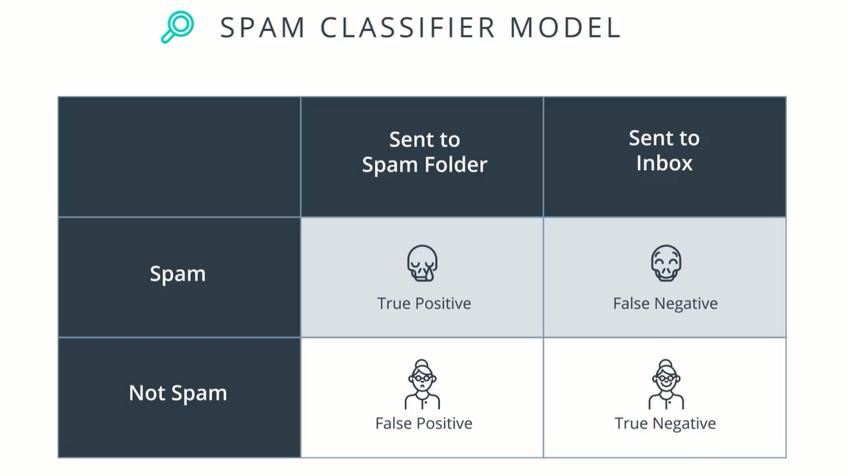 SPAM CLASSIFIER MODEL
Sent to
Spam Folder
Sent to
Inbox
Spam
True Positive
False Negative
Not Spam
False Positive
True Negative